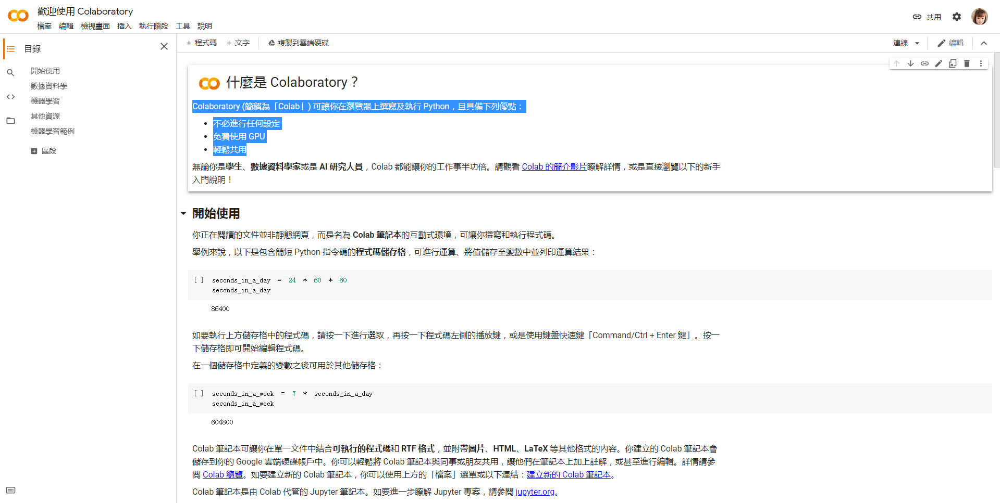 歡迎使用 Colaboratory
檔案 編輯 檢視畫面 插入 執行階段 工具 說明
共用
目錄
開始使用
數據資料學
機器學習
其他資源
機器學習範例
區段
+ 程式碼 + 文字 複製到雲端硬碟
連線 編輯
什麼是 Colaboratory？
Colaboratory (簡稱為「Colab」) 可讓你在瀏覽器上撰寫及執行 Python，且具備下列優點：
• 不必進行任何設定
• 免費使用 GPU
• 輕鬆共用
無論你是學生、數據資料學家或是 AI 研究人員，Colab 都能讓你的工作事半功倍。請觀看 Colab 的簡介影片瞭解詳情，或是直接瀏覽以下的新手
入門說明！
開始使用
你正在閱讀的文件並非靜態網頁，而是名為 Colab 筆記本的互動式環境，可讓你撰寫和執行程式碼。
舉例來說，以下是包含簡短 Python 指令碼的程式碼儲存格，可進行運算、將值儲存至變數中並列印運算結果：
[ ] seconds_in_a_day = 24 * 60 * 60
seconds_in_a_day
86400
如要執行上方儲存格中的程式碼，請按一下進行選取，再按一下程式碼左側的播放鍵，或是使用鍵盤快速鍵「Command/Ctrl + Enter 鍵」。按一
下儲存格即可開始編輯程式碼。
在一個儲存格中定義的變數之後可用於其他儲存格：
[ ] seconds_in_a_week = 7 * seconds_in_a_day
seconds_in_a_week
604800
Colab 筆記本可讓你在單一文件中結合可執行的程式碼和 RTF 格式，並附帶圖片、HTML、LaTeX 等其他格式的內容。你建立的 Colab 筆記本會
儲存到你的 Google 雲端硬碟帳戶中。你可以輕鬆將 Colab 筆記本與同事或朋友共用，讓他們在筆記本上加上註解，或甚至進行編輯。詳情請參
閱 Colab 總覽。如要建立新的 Colab 筆記本，你可以使用上方的「檔案」選單或以下連結：建立新的 Colab 筆記本。
Colab 筆記本是由 Colab 代管的 Jupyter 筆記本。如要進一步瞭解 Jupyter 專案，請參閱 jupyter.org。